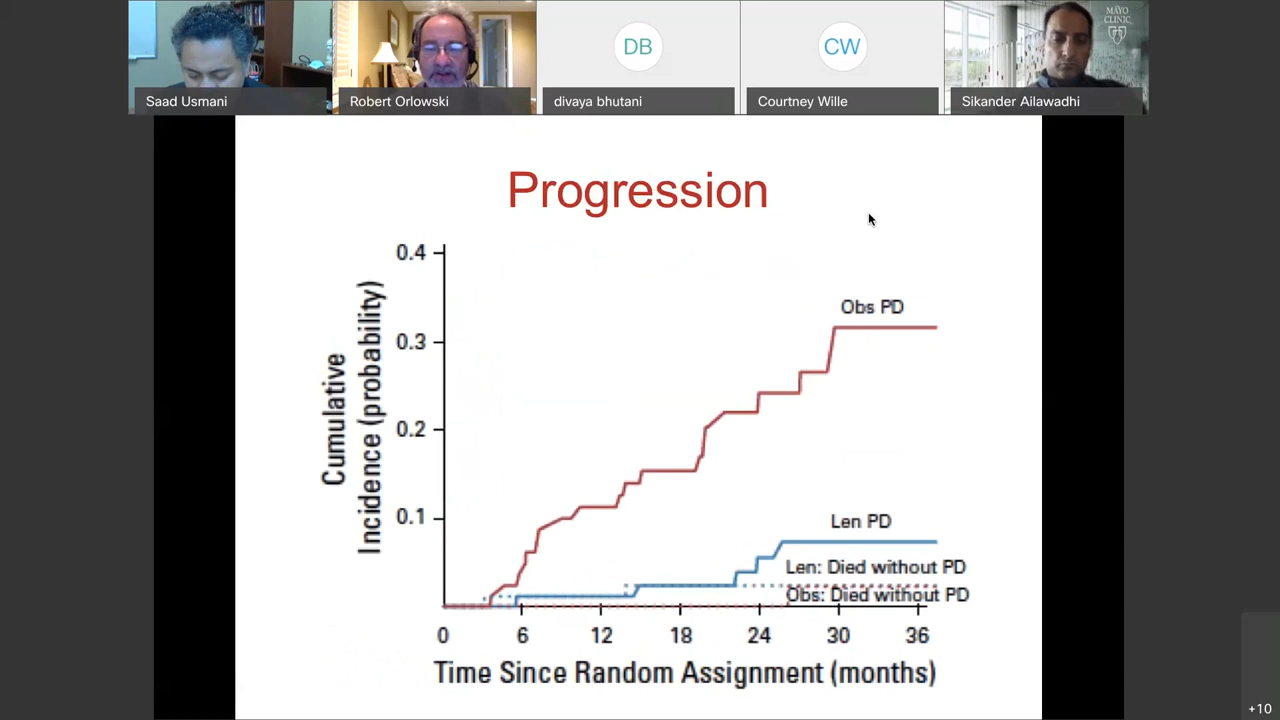 MAYO
CLINIC
DB
CW
Saad Usmani
Robert Orlowski
divaya bhutani
Courtney Wille
Sikander Ailawadhi
Progression
0.4
0.3
0.2
0.1
Cumulative
Incidence (probability)
Obs PD
Len PD
Len: Died without PD
Obs: Died without PD
0 6 12 18 24 30 36
Time Since Random Assignment (months)
+10